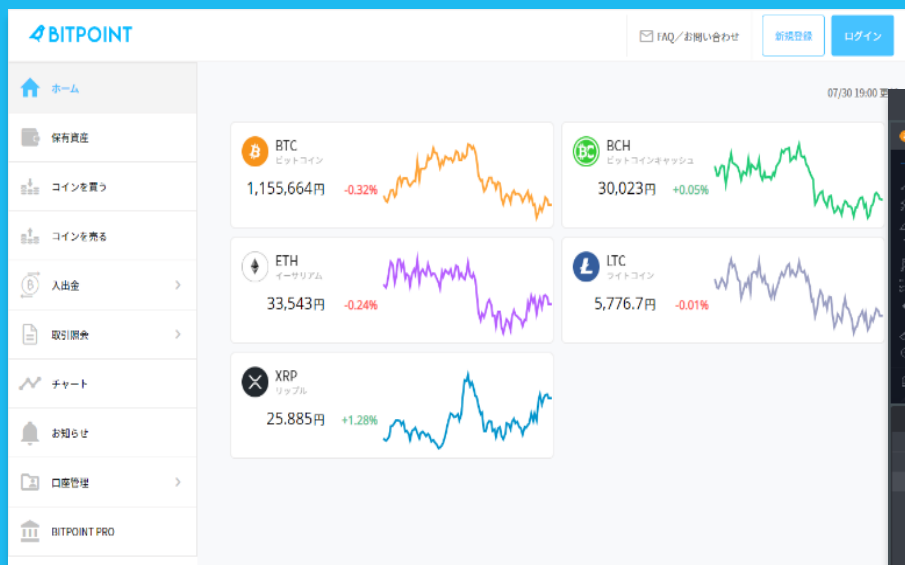 BITPOINT
FAQ／お問い合わせ
新規登録
ログイン
ホーム
保有資産
コインを買う
コインを売る
入出金
取引照会
チャート
お知らせ
口座管理
BITPOINT PRO
07/30 19:00 更
BTC
ビットコイン
1,155,664円 -0.32%
BCH
ビットコインキャッシュ
30,023円 +0.05%
ETH
イーサリアム
33,543円 -0.24%
LTC
ライトコイン
5,776.7円 -0.01%
XRP
リップル
25.885円 +1.28%